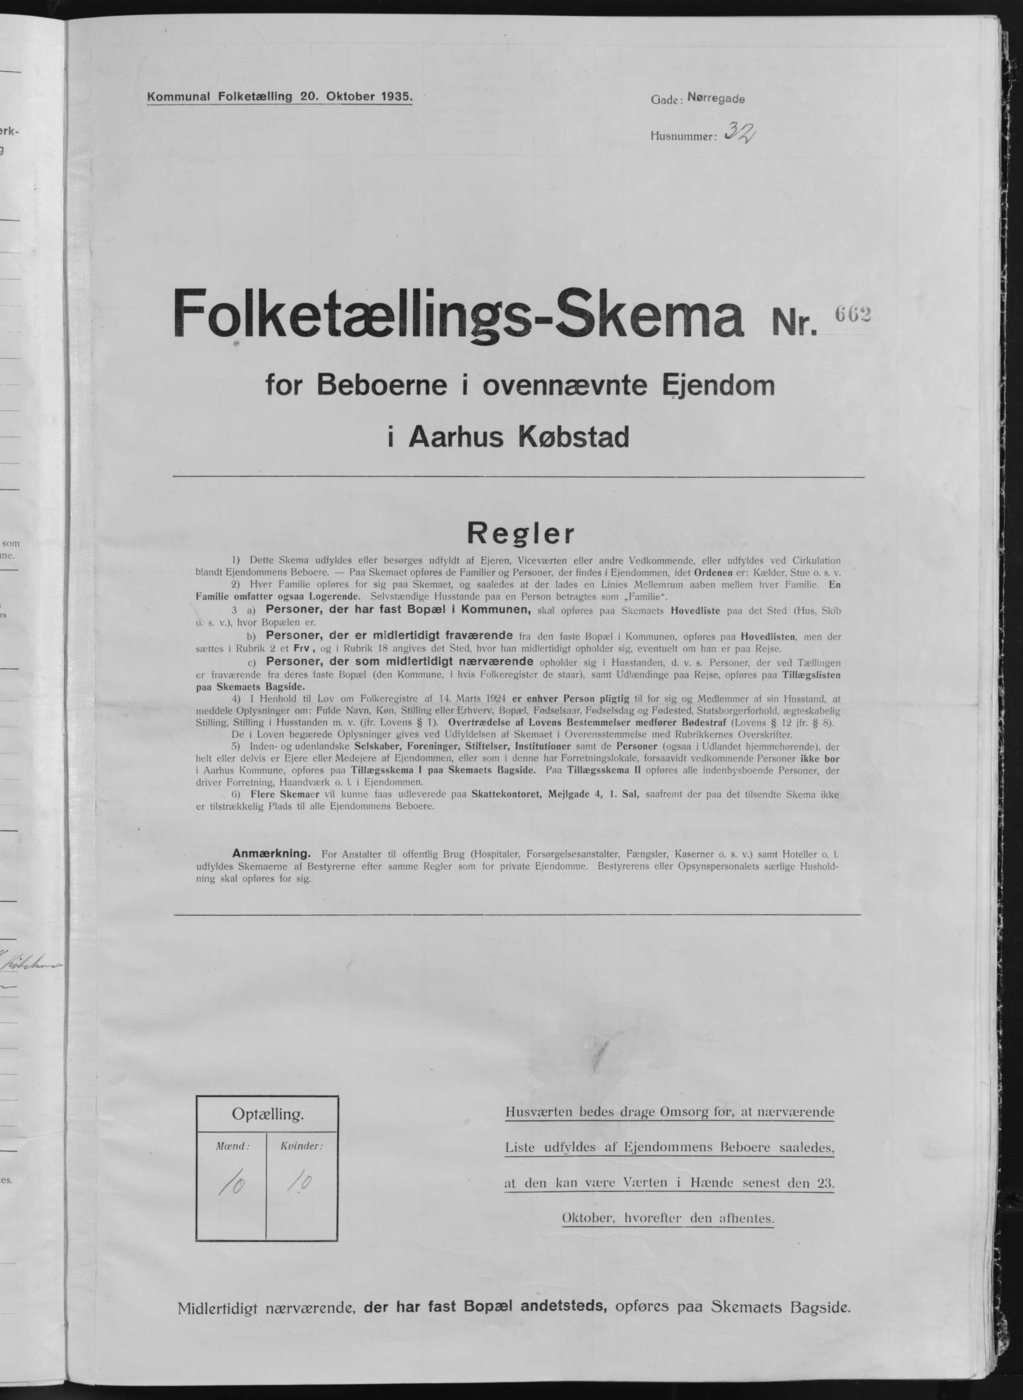 Kommunal Folketælling 20. Oktober 1935.
Gade: Nørregade
Husnummer: 32
Folketællings-Skema Nr. 662
for Beboerne i ovennævnte Ejendom
i Aarhus Købstad
Regler
1) Dette Skema udfyldes eller besørges udfyldt af Ejeren, Viceværten eller andre Vedkommende, eller udfyldes ved Cirkulation
blandt Ejendommens Beboere. — Paa Skemaet opføres de Familier og Personer, der findes i Ejendommen, idet Ordenen er: Kælder, Stue o. s. v.
2) Hver Familie opføres for sig paa Skemaet, og saaledes at der lades en Linies Mellemrum aaben mellem hver Familie. En
Familie omfatter ogsaa Logerende. Selvstændige Husstande paa en Person betragtes som „Familie“.
3 a) Personer, der har fast Bopæl i Kommunen, skal opføres paa Skemaets Hovedliste paa det Sted (Hus, Skib
o. s. v.), hvor Bopælen er.
b) Personer, der er midlertidigt fraværende fra den faste Bopæl i Kommunen, opføres paa Hovedlisten, men der
sættes i Rubrik 2 et Frv, og i Rubrik 18 angives det Sted, hvor han midlertidigt opholder sig, eventuelt om han er paa Rejse.
c) Personer, der som midlertidigt nærværende opholder sig i Husstanden, d. v. s. Personer, der ved Tællingen
er fraværende fra deres faste Bopæl (den Kommune, i hvis Folkeregister de staar), samt Udlændinge paa Rejse, opføres paa Tillægslisten
paa Skemaets Bagside.
4) I Henhold til Lov om Folkeregistre af 14. Marts 1924 er enhver Person pligtig til for sig og Medlemmer af sin Husstand, at
meddele Oplysninger om: Fulde Navn, Køn, Stilling eller Erhverv, Bopæl, Fødselsaar, Fødselsdag og Fødested, Statsborgerforhold, ægteskabelig
Stilling, Stilling i Husstanden m. v. (jfr. Lovens § 1). Overtrædelse af Lovens Bestemmelser medfører Bødestraf (Lovens § 12 jfr. § 8).
De i Loven begærede Oplysninger gives ved Udfyldelsen af Skemaet i Overensstemmelse med Rubrikkernes Overskrifter.
5) Inden- og udenlandske Selskaber, Foreninger, Stiftelser, Institutioner samt de Personer (ogsaa i Udlandet hjemmehørende), der
helt eller delvis er Ejere eller Medejere af Ejendommen, eller som i denne har Forretningslokale, forsaavidt vedkommende Personer ikke bor
i Aarhus Kommune, opføres paa Tillægsskema I paa Skemaets Bagside. Paa Tillægsskema II opføres alle indenbysboende Personer, der
driver Forretning, Haandværk o. l. i Ejendommen.
6) Flere Skemaer vil kunne faas udleverede paa Skattekontoret, Mejlgade 4, 1. Sal, saafremt der paa det tilsendte Skema ikke
er tilstrækkelig Plads til alle Ejendommens Beboere.
Anmærkning. For Anstalter til offentlig Brug (Hospitaler, Forsørgelsesanstalter, Fængsler, Kaserner o. s. v.) samt Hoteller o. l.
udfyldes Skemaerne af Bestyrerne efter samme Regler som for private Ejendomme. Bestyrerens eller Opsynspersonalets særlige Hushold-
ning skal opføres for sig.
Optælling.
Mænd: Kvinder:
10 10
Husværten bedes drage Omsorg for, at nærværende
Liste udfyldes af Ejendommens Beboere saaledes,
at den kan være Værten i Hænde senest den 23.
Oktober, hvorefter den afhentes.
Midlertidigt nærværende, der har fast Bopæl andetsteds, opføres paa Skemaets Bagside.